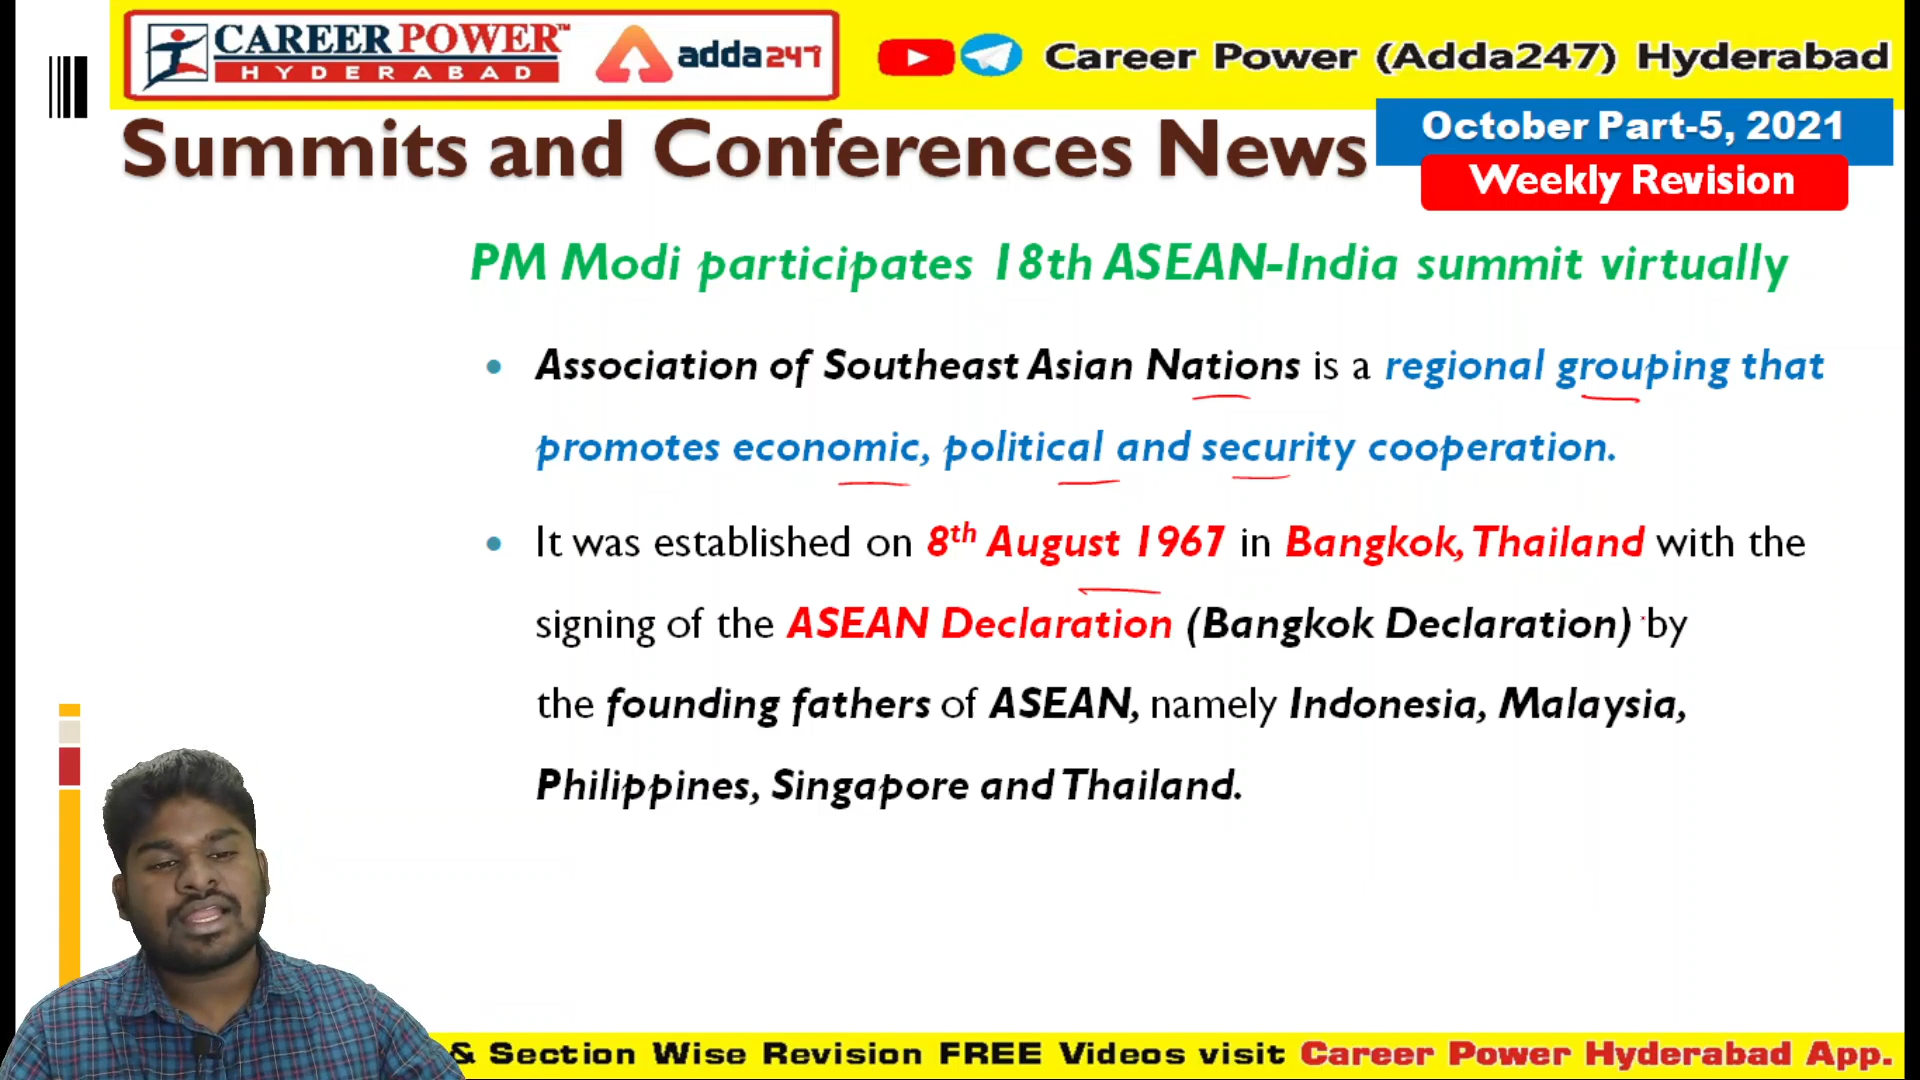 CAREER POWER™
HYDERABAD
adda247
Career Power (Adda247) Hyderabad
Summits and Conferences News
October Part-5, 2021
Weekly Revision
PM Modi participates 18th ASEAN-India summit virtually
• Association of Southeast Asian Nations is a regional grouping that
promotes economic, political and security cooperation.
• It was established on 8th August 1967 in Bangkok, Thailand with the
signing of the ASEAN Declaration (Bangkok Declaration) by
the founding fathers of ASEAN, namely Indonesia, Malaysia,
Philippines, Singapore and Thailand.
& Section Wise Revision FREE Videos visit Career Power Hyderabad App.